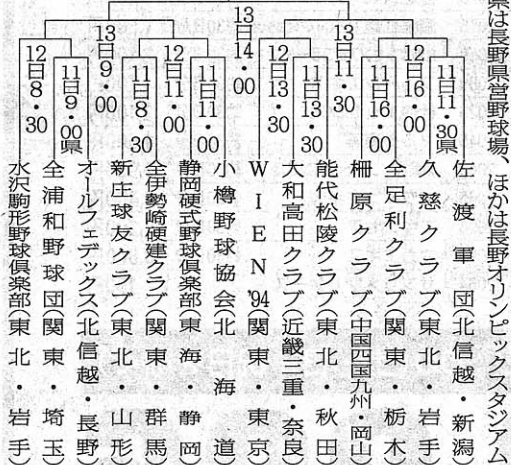 県は長野県営野球場、ほかは長野オリンピックスタジアム
13日14・00
13日11・30
13日9・00
12日16・00
12日13・30
12日11・00
12日8・30
11日11・30県
11日16・00
11日13・30
11日11・00
11日8・30
11日9・00県
佐渡軍団(北信越・新潟)
久慈クラブ(東北・岩手)
全足利クラブ(関東・栃木)
柵原クラブ(中国四国九州・岡山)
能代松陵クラブ(東北・秋田)
大和高田クラブ(近畿三重・奈良)
WIEN'94(関東・東京)
小樽野球協会(北海道)
静岡硬式野球倶楽部(東海・静岡)
全伊勢崎硬建クラブ(関東・群馬)
新庄球友クラブ(東北・山形)
オールフェデックス(北信越・長野)
全浦和野球団(関東・埼玉)
水沢駒形野球倶楽部(東北・岩手)